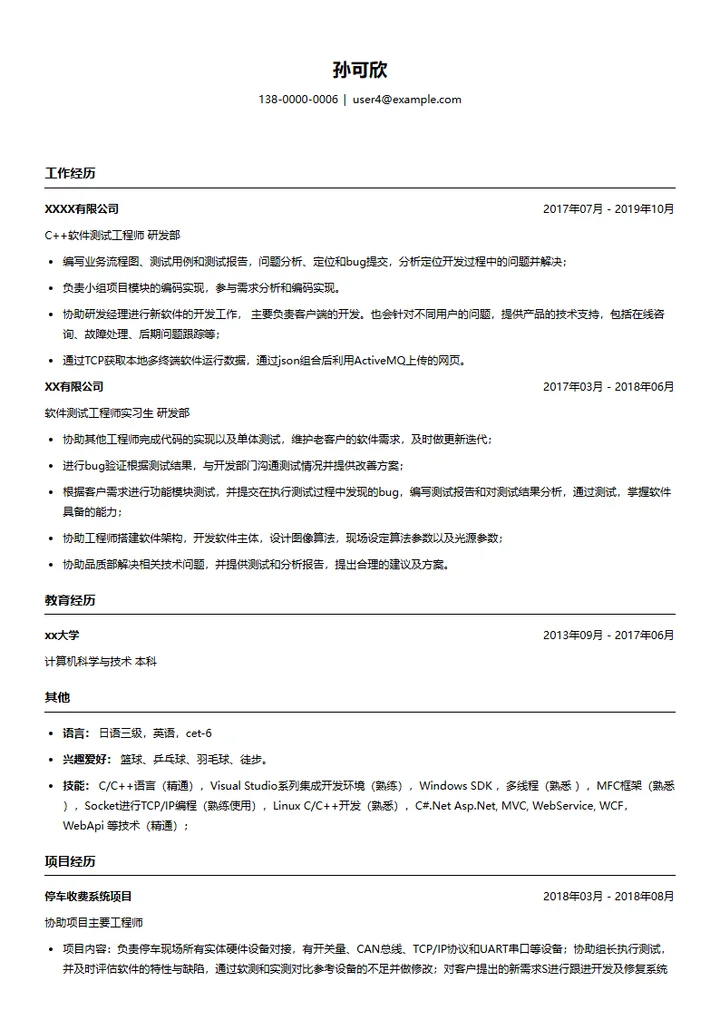 孙可欣
138-0000-0006 | user4@example.com
工作经历
XXXX有限公司 2017年07月 - 2019年10月
C++软件测试工程师 研发部
• 编写业务流程图、测试用例和测试报告，问题分析、定位和bug提交，分析定位开发过程中的问题并解决；
• 负责小组项目模块的编码实现，参与需求分析和编码实现。
• 协助研发经理进行新软件的开发工作， 主要负责客户端的开发。也会针对不同用户的问题，提供产品的技术支持，包括在线咨
询、故障处理、后期问题跟踪等；
• 通过TCP获取本地多终端软件运行数据，通过json组合后利用ActiveMQ上传的网页。
XX有限公司 2017年03月 - 2018年06月
软件测试工程师实习生 研发部
• 协助其他工程师完成代码的实现以及单体测试，维护老客户的软件需求，及时做更新迭代；
• 进行bug验证根据测试结果，与开发部门沟通测试情况并提供改善方案；
• 根据客户需求进行功能模块测试，并提交在执行测试过程中发现的bug，编写测试报告和对测试结果分析，通过测试，掌握软件
具备的能力；
• 协助工程师搭建软件架构，开发软件主体，设计图像算法，现场设定算法参数以及光源参数；
• 协助品质部解决相关技术问题，并提供测试和分析报告，提出合理的建议及方案。
教育经历
xx大学 2013年09月 - 2017年06月
计算机科学与技术 本科
其他
• 语言： 日语三级，英语，cet-6
• 兴趣爱好： 篮球、乒乓球、羽毛球、徒步。
• 技能： C/C++语言（精通）, Visual Studio系列集成开发环境（熟练）, Windows SDK , 多线程（熟悉 ）, MFC框架（熟悉
）, Socket进行TCP/IP编程（熟练使用）, Linux C/C++开发（熟悉）, C#.Net Asp.Net, MVC, WebService, WCF,
WebApi 等技术（精通）；
项目经历
停车收费系统项目 2018年03月 - 2018年08月
协助项目主要工程师
• 项目内容：负责停车现场所有实体硬件设备对接，有开关量、CAN总线、TCP/IP协议和UART串口等设备；协助组长执行测试，
并及时评估软件的特性与缺陷，通过软测和实测对比参考设备的不足并做修改；对客户提出的新需求S进行跟进开发及修复系统